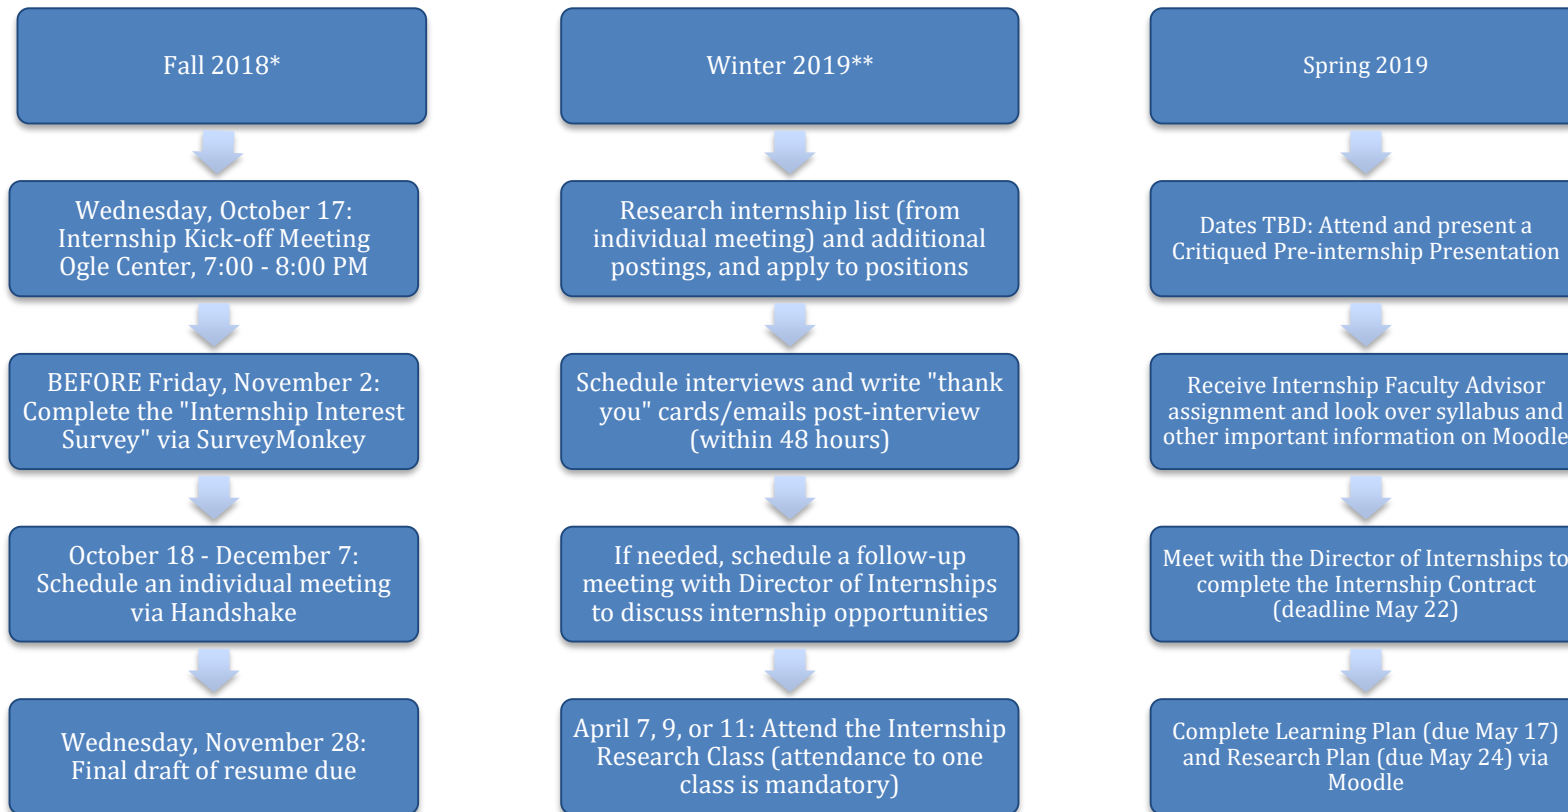 Fall 2018*
Wednesday, October 17:
Internship Kick-off Meeting
Ogle Center, 7:00 - 8:00 PM
BEFORE Friday, November 2:
Complete the "Internship Interest
Survey" via SurveyMonkey
October 18 - December 7:
Schedule an individual meeting
via Handshake
Wednesday, November 28:
Final draft of resume due
Winter 2019**
Research internship list (from
individual meeting) and additional
postings, and apply to positions
Schedule interviews and write "thank
you" cards/emails post-interview
(within 48 hours)
If needed, schedule a follow-up
meeting with Director of Internships
to discuss internship opportunities
April 7, 9, or 11: Attend the Internship
Research Class (attendance to one
class is mandatory)
Spring 2019
Dates TBD: Attend and present a
Critiqued Pre-internship Presentation
Receive Internship Faculty Advisor
assignment and look over syllabus and
other important information on Moodle
Meet with the Director of Internships to
complete the Internship Contract
(deadline May 22)
Complete Learning Plan (due May 17)
and Research Plan (due May 24) via
Moodle